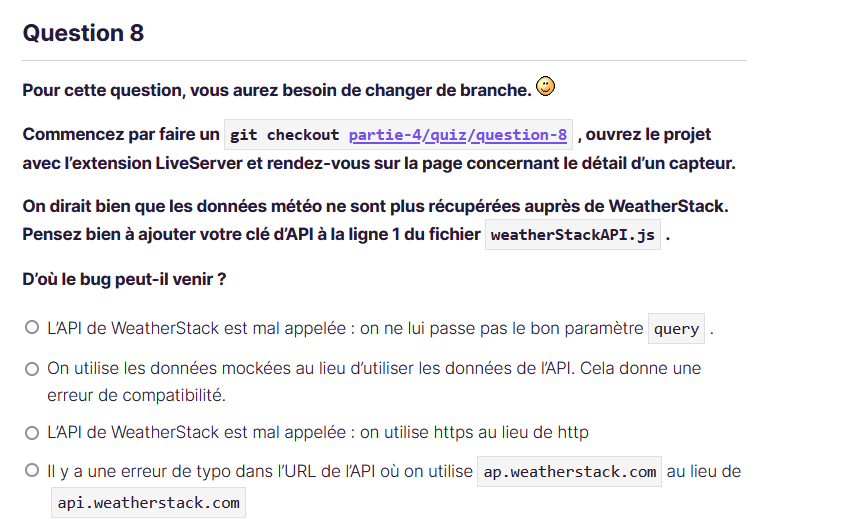 Question 8
Pour cette question, vous aurez besoin de changer de branche.
Commencez par faire un git checkout partie-4/quiz/question-8 , ouvrez le projet
avec l’extension LiveServer et rendez-vous sur la page concernant le détail d’un capteur.
On dirait bien que les données météo ne sont plus récupérées auprès de WeatherStack.
Pensez bien à ajouter votre clé d’API à la ligne 1 du fichier weatherStackAPI.js .
D’où le bug peut-il venir ?
L’API de WeatherStack est mal appelée : on ne lui passe pas le bon paramètre query .
On utilise les données mockées au lieu d’utiliser les données de l’API. Cela donne une
erreur de compatibilité.
L’API de WeatherStack est mal appelée : on utilise https au lieu de http
Il y a une erreur de typo dans l’URL de l’API où on utilise ap.weatherstack.com au lieu de
api.weatherstack.com